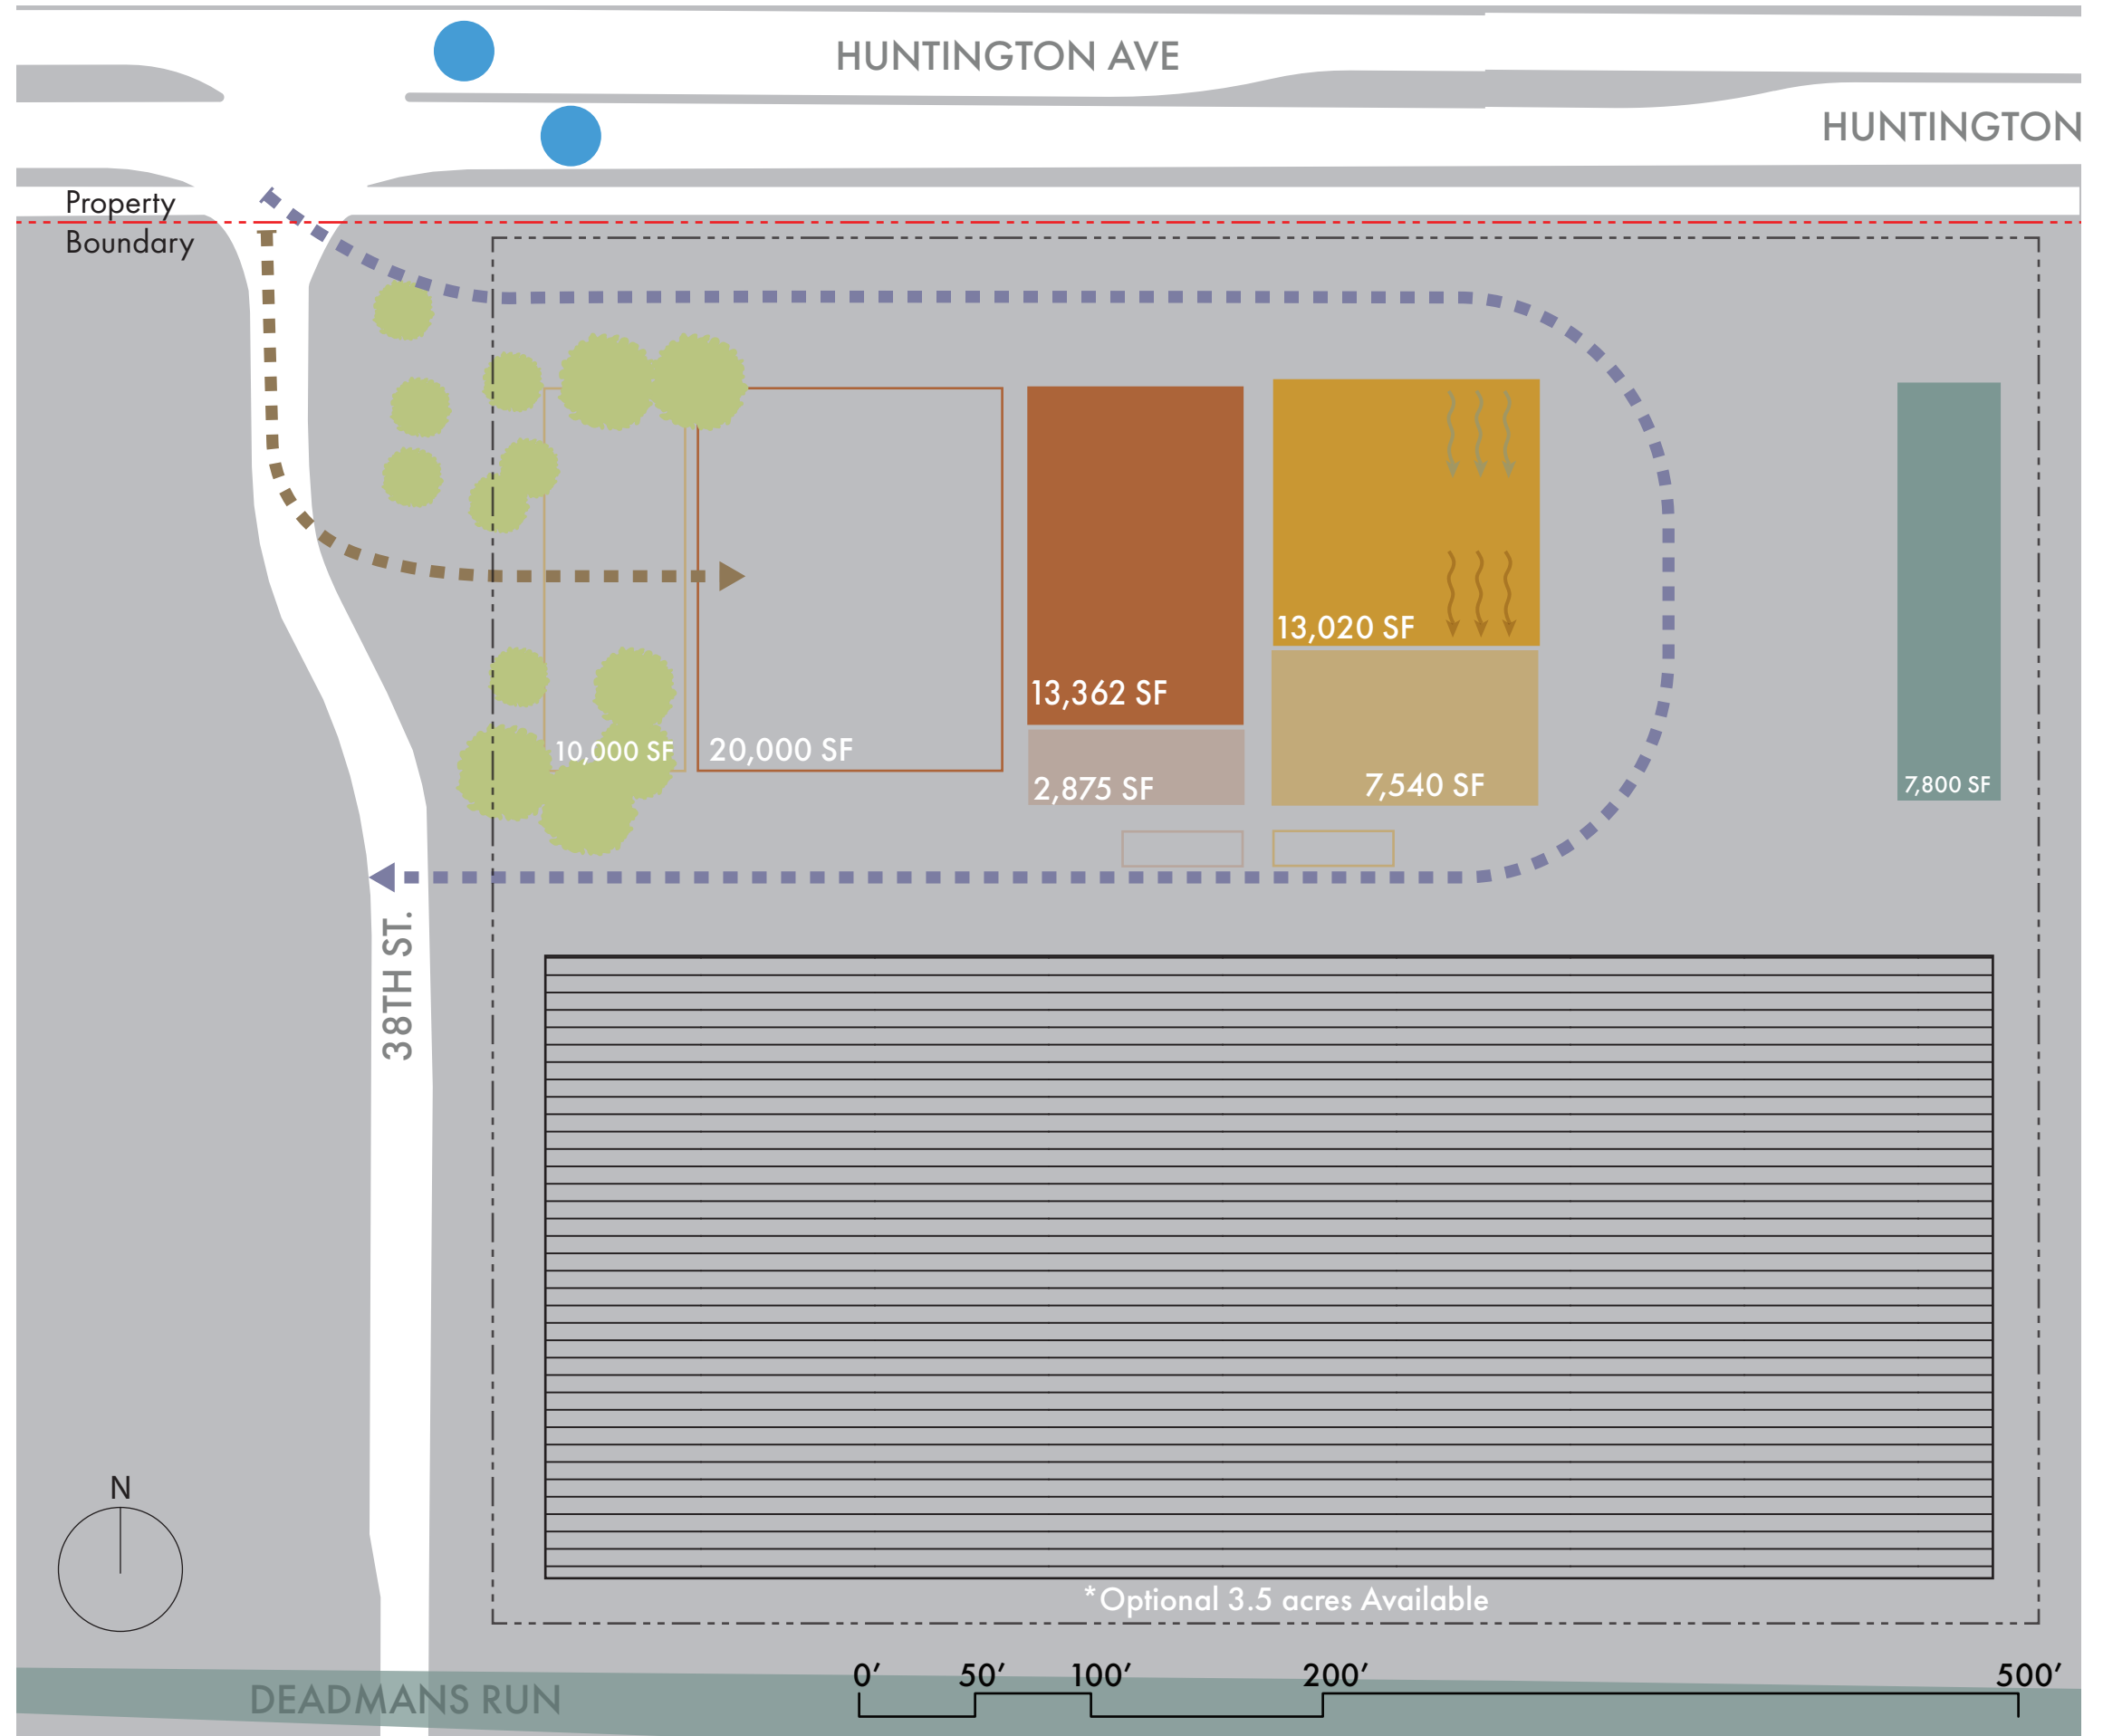 HUNTINGTON AVE
HUNTINGTON
Property
Boundary
13,020 SF
13,362 SF
10,000 SF
20,000 SF
2,875 SF
7,540 SF
7,800 SF
38TH ST.
N
*Optional 3.5 acres Available
0’ 50’ 100’ 200’ 500’
DEADMANS RUN